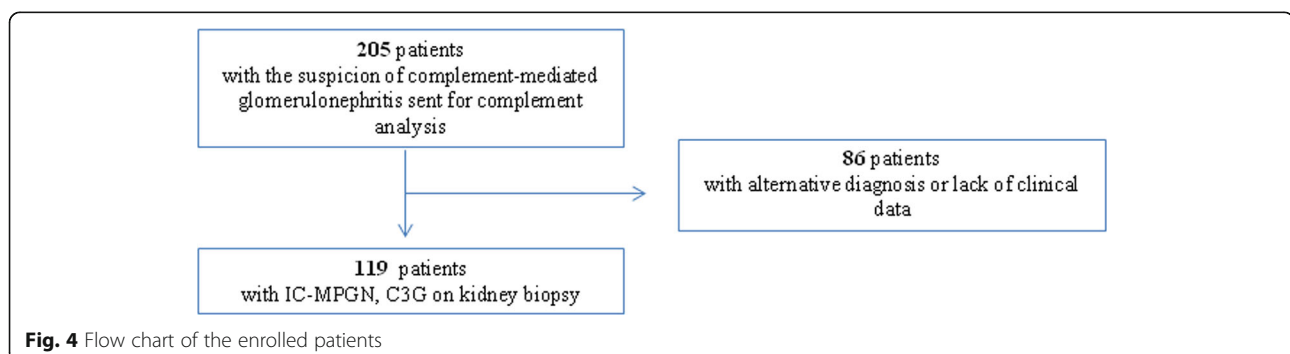 205 patients
with the suspicion of complement-mediated
glomerulonephritis sent for complement
analysis
86 patients
with alternative diagnosis or lack of clinical
data
119 patients
with IC-MPGN, C3G on kidney biopsy
Fig. 4 Flow chart of the enrolled patients